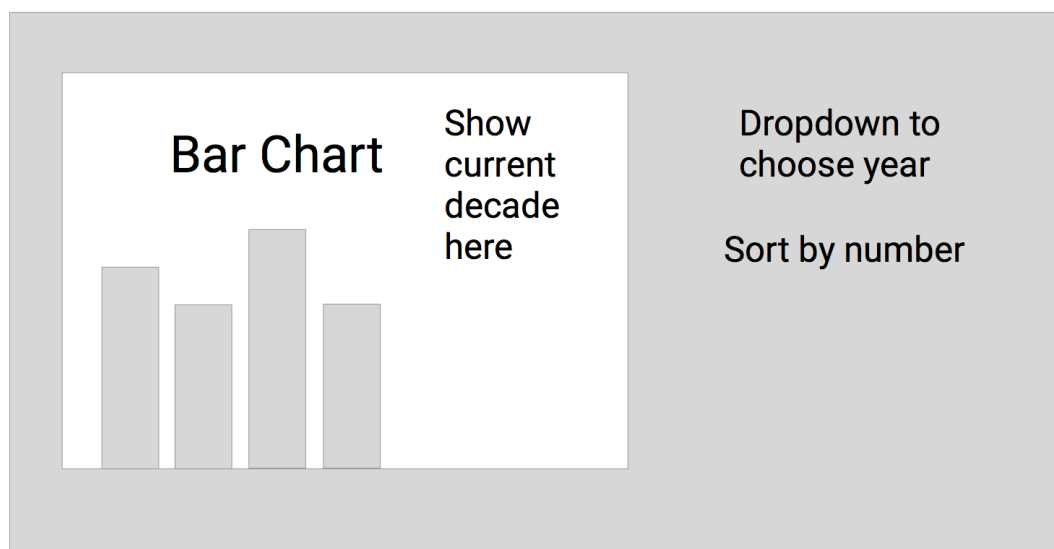 Bar Chart
Show
current
decade
here
Dropdown to
choose year
Sort by number